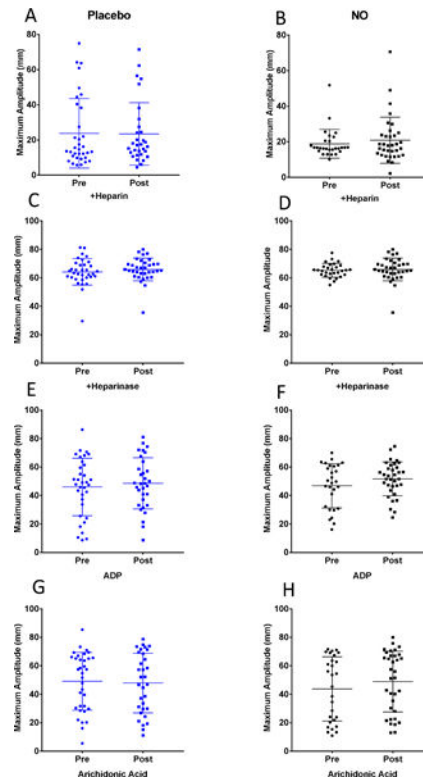 A Placebo B NO
Maximum Amplitude (mm) 80 60 40 20 0 Pre Post
Maximum Amplitude (mm) 80 60 40 20 0 Pre Post
+Heparin +Heparin
C D
Maximum Amplitude (mm) 100 80 60 40 20 0 Pre Post
Maximum Amplitude 100 80 60 40 20 0 Pre Post
+Heparinase +Heparinase
E F
Maximum Amplitude (mm) 100 80 60 40 20 0 Pre Post
Maximum Amplitude (mm) 100 80 60 40 20 0 Pre Post
ADP ADP
G H
Maximum Amplitude (mm) 100 80 60 40 20 0 Pre Post
Maximum Amplitude (mm) 100 80 60 40 20 0 Pre Post
Arichidonic Acid Arichidonic Acid